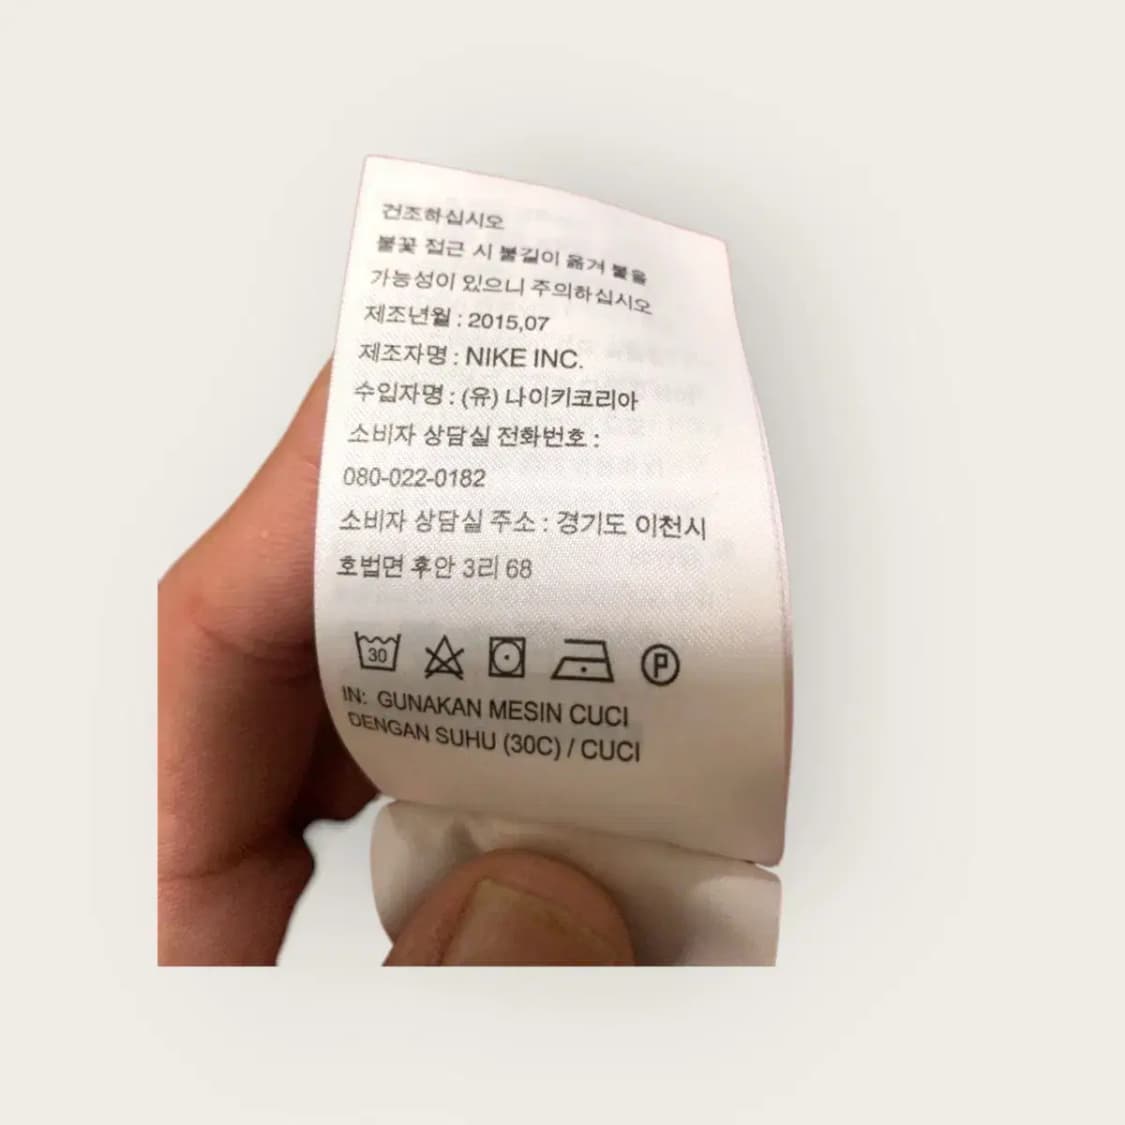 건조하십시오
불꽃 접근 시 불길이 옮겨 붙을
가능성이 있으니 주의하십시오
제조년월 : 2015,07
제조자명 : NIKE INC.
수입자명 : (유) 나이키코리아
소비자 상담실 전화번호 :
080-022-0182
소비자 상담실 주소 : 경기도 이천시
호법면 후안 3리 68
30 P
IN: GUNAKAN MESIN CUCI
DENGAN SUHU (30C) / CUCI